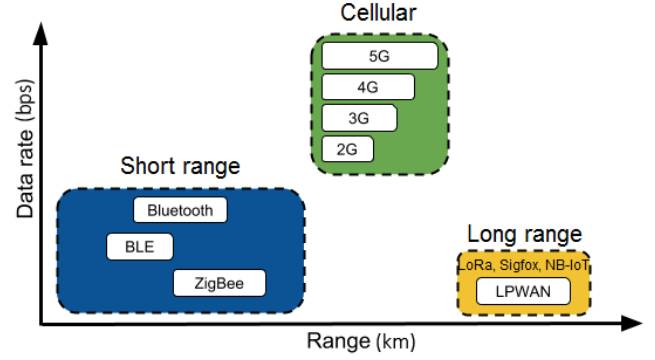 Cellular
5G
4G
3G
2G
Data rate (bps)
Short range
Bluetooth
BLE
ZigBee
Long range
LoRa, Sigfox, NB-IoT
LPWAN
Range (km)